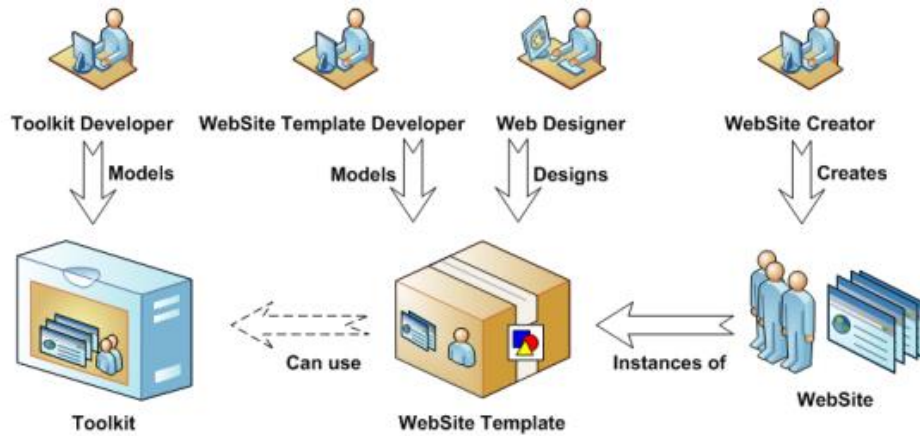 Toolkit Developer
WebSite Template Developer
Web Designer
WebSite Creator
Models
Models
Designs
Creates
Can use
Instances of
Toolkit
WebSite Template
WebSite